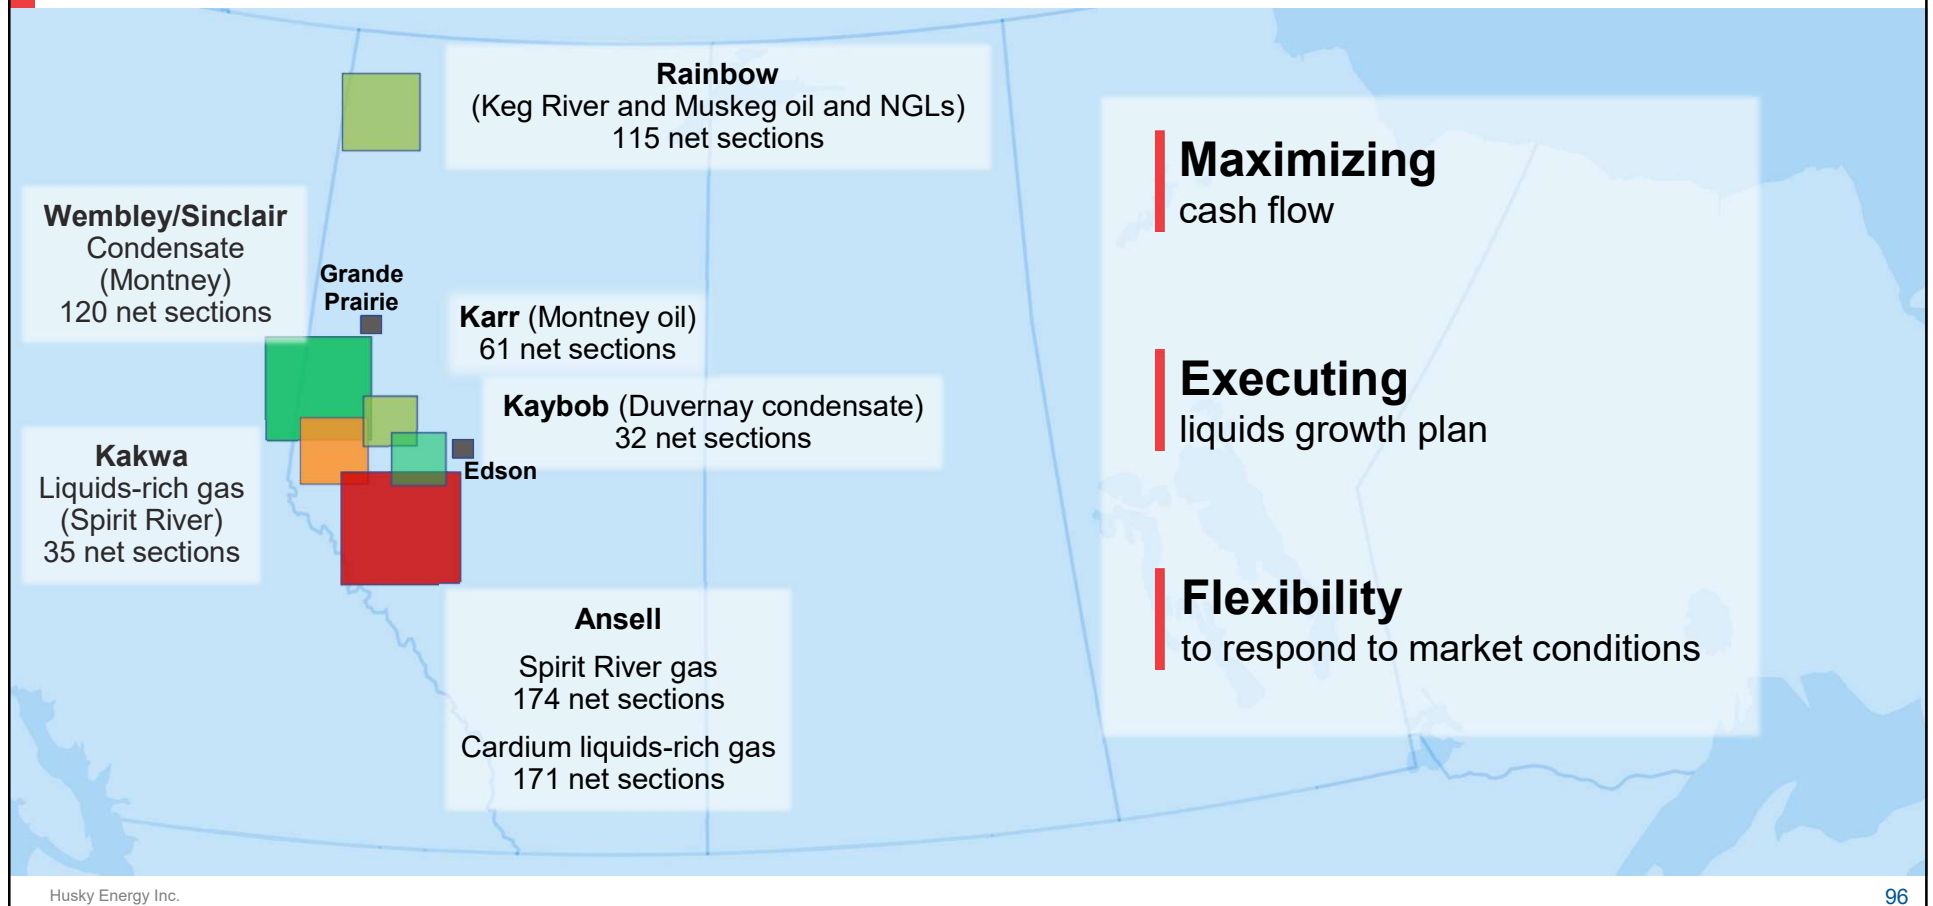 Rainbow
(Keg River and Muskeg oil and NGLs)
115 net sections
Wembley/Sinclair
Condensate
(Montney)
120 net sections
Grande
Prairie
Karr (Montney oil)
61 net sections
Kaybob (Duvernay condensate)
32 net sections
Edson
Kakwa
Liquids-rich gas
(Spirit River)
35 net sections
Ansell
Spirit River gas
174 net sections
Cardium liquids-rich gas
171 net sections
Maximizing
cash flow
Executing
liquids growth plan
Flexibility
to respond to market conditions
Husky Energy Inc.
96